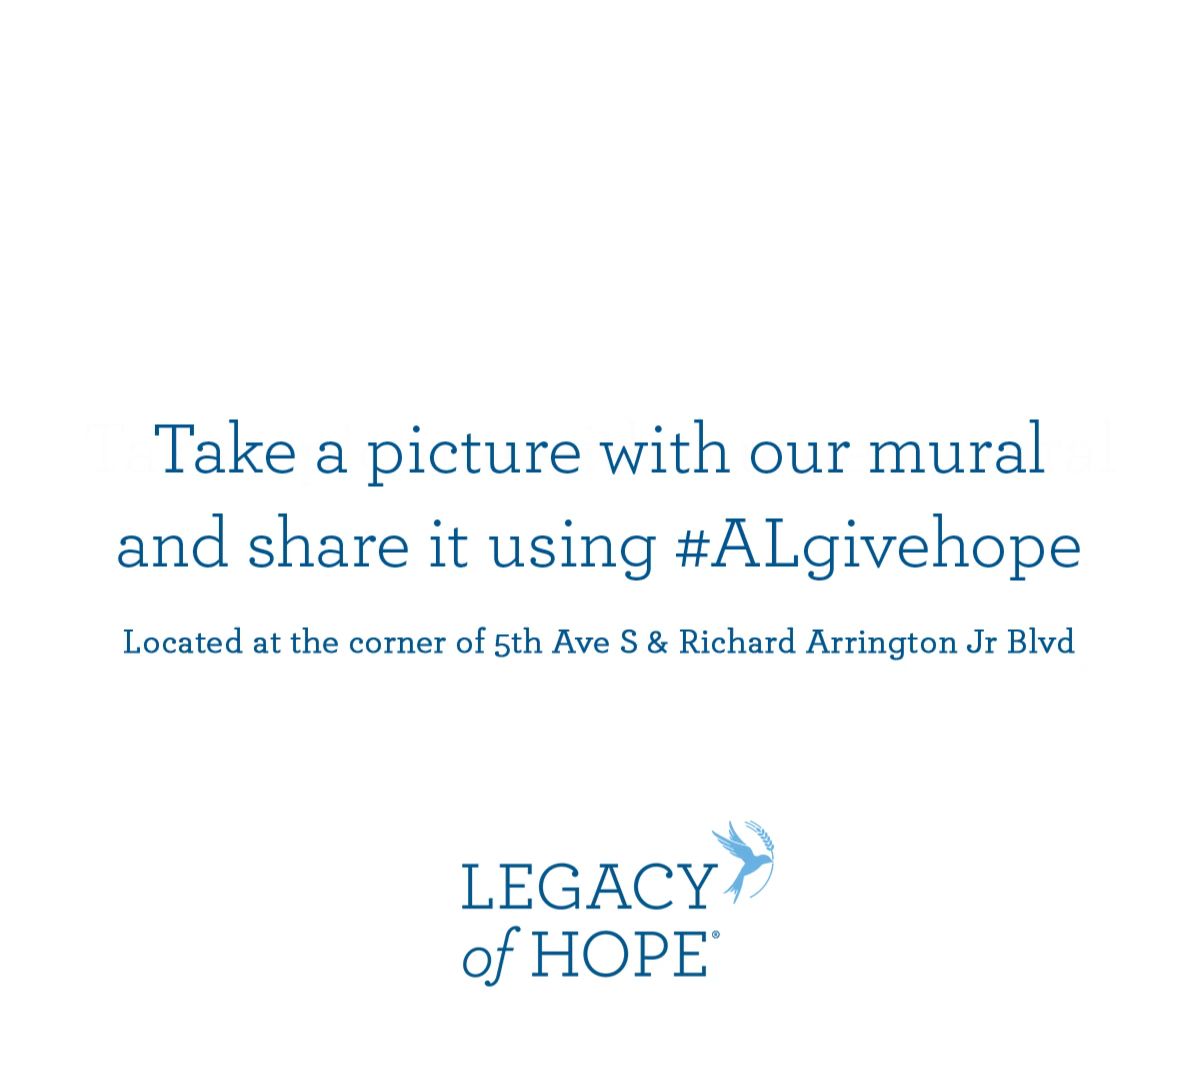 Take a picture with our mural
and share it using #ALgivehope
Located at the corner of 5th Ave S & Richard Arrington Jr Blvd
LEGACY
of HOPE®